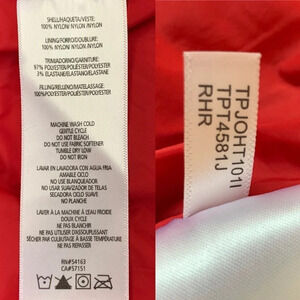 SHELL/HAQUETA/VESTE:
100% NYLON/ NYLON /NYLON
LINING/FORRO/DOUBLURE:
100% NYLON/ NYLON/NYLON
TRIM/ADORNO/GARNITURE:
97% POLYESTER/POLIESTER/POLYESTER
3% ELASTANE/ELASTANO/ELASTHANNE
FILLING/RELLENO/MATELASSAGE:
100% POLYESTER/POLIESTER/POLYESTER
MACHINE WASH COLD
GENTLE CYCLE
DO NOT BLEACH
DO NOT USE FABRIC SOFTENER
TUMBLE DRY LOW
DO NOT IRON
LAVAR EN LAVADORA CON AGUA FRIA
AMABLE CICLO
NO USE BLANQUEADOR
NO USAR SUAVIZADOR DE TELAS
SECADORA CICLO SUAVE
NO PLANCHE
LAVER À LA MACHINE À L'EAU FROIDE
DOUX CYCLE
NE PAS BLANCHIR
NE PAS UTILISER D'ASSOUPLISSANT
SÉCHER PAR CULBUTAGE À BASSE TEMPÉRATURE
NE PAS REPASSER
RN#54163
CA#57151
TPJOHT101I
TPT4581J
RHR